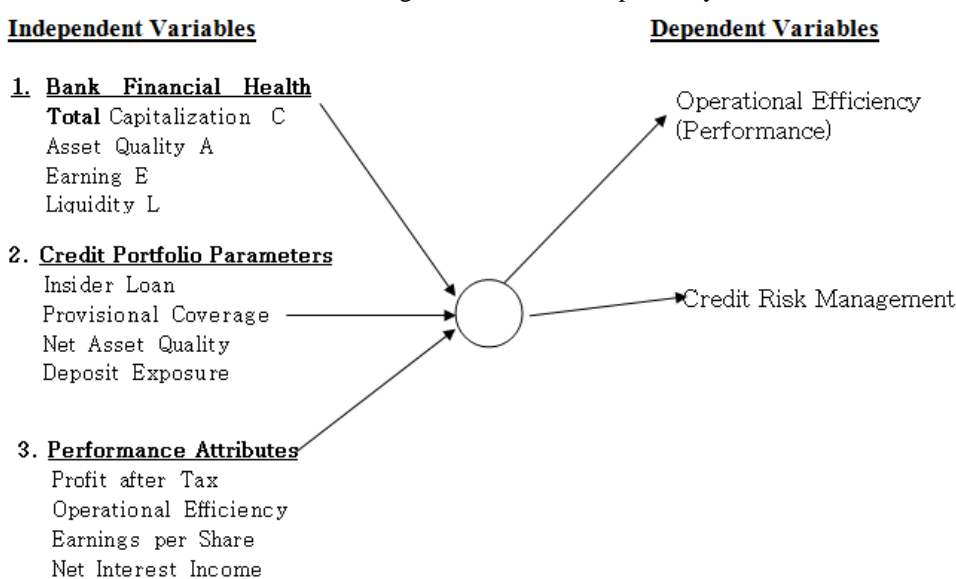 Independent Variables
Dependent Variables
1. Bank Financial Health
Total Capitalization C
Asset Quality A
Earning E
Liquidity L
2. Credit Portfolio Parameters
Insider Loan
Provisional Coverage
Net Asset Quality
Deposit Exposure
3. Performance Attributes
Profit after Tax
Operational Efficiency
Earnings per Share
Net Interest Income
Operational Efficiency
(Performance)
Credit Risk Management